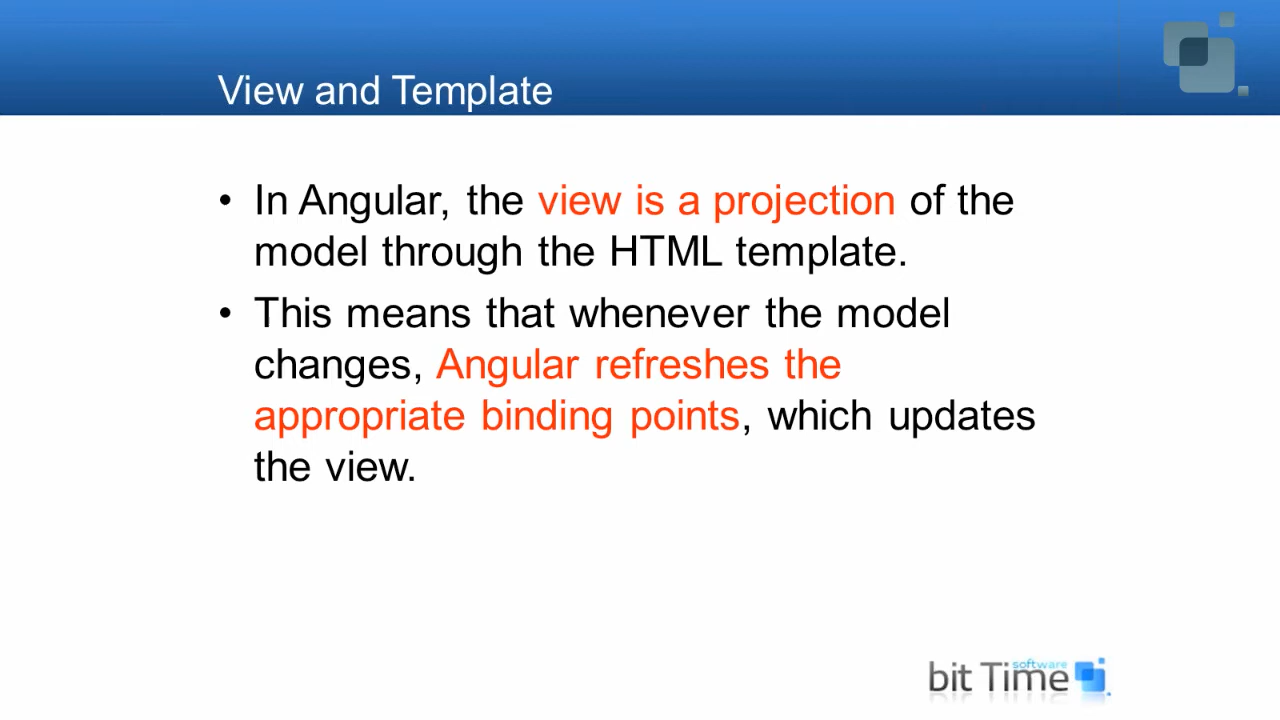 View and Template
• In Angular, the view is a projection of the
model through the HTML template.
• This means that whenever the model
changes, Angular refreshes the
appropriate binding points, which updates
the view.
software
bit Time